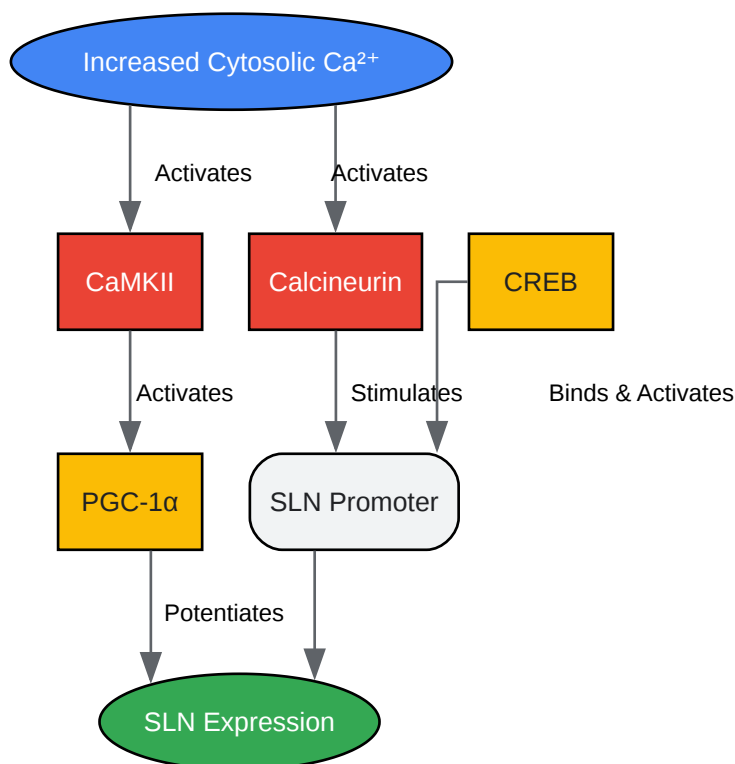 Increased Cytosolic Ca²⁺
Activates
Activates
CaMKII
Calcineurin
CREB
Activates
Stimulates
Binds & Activates
PGC-1α
SLN Promoter
Potentiates
SLN Expression